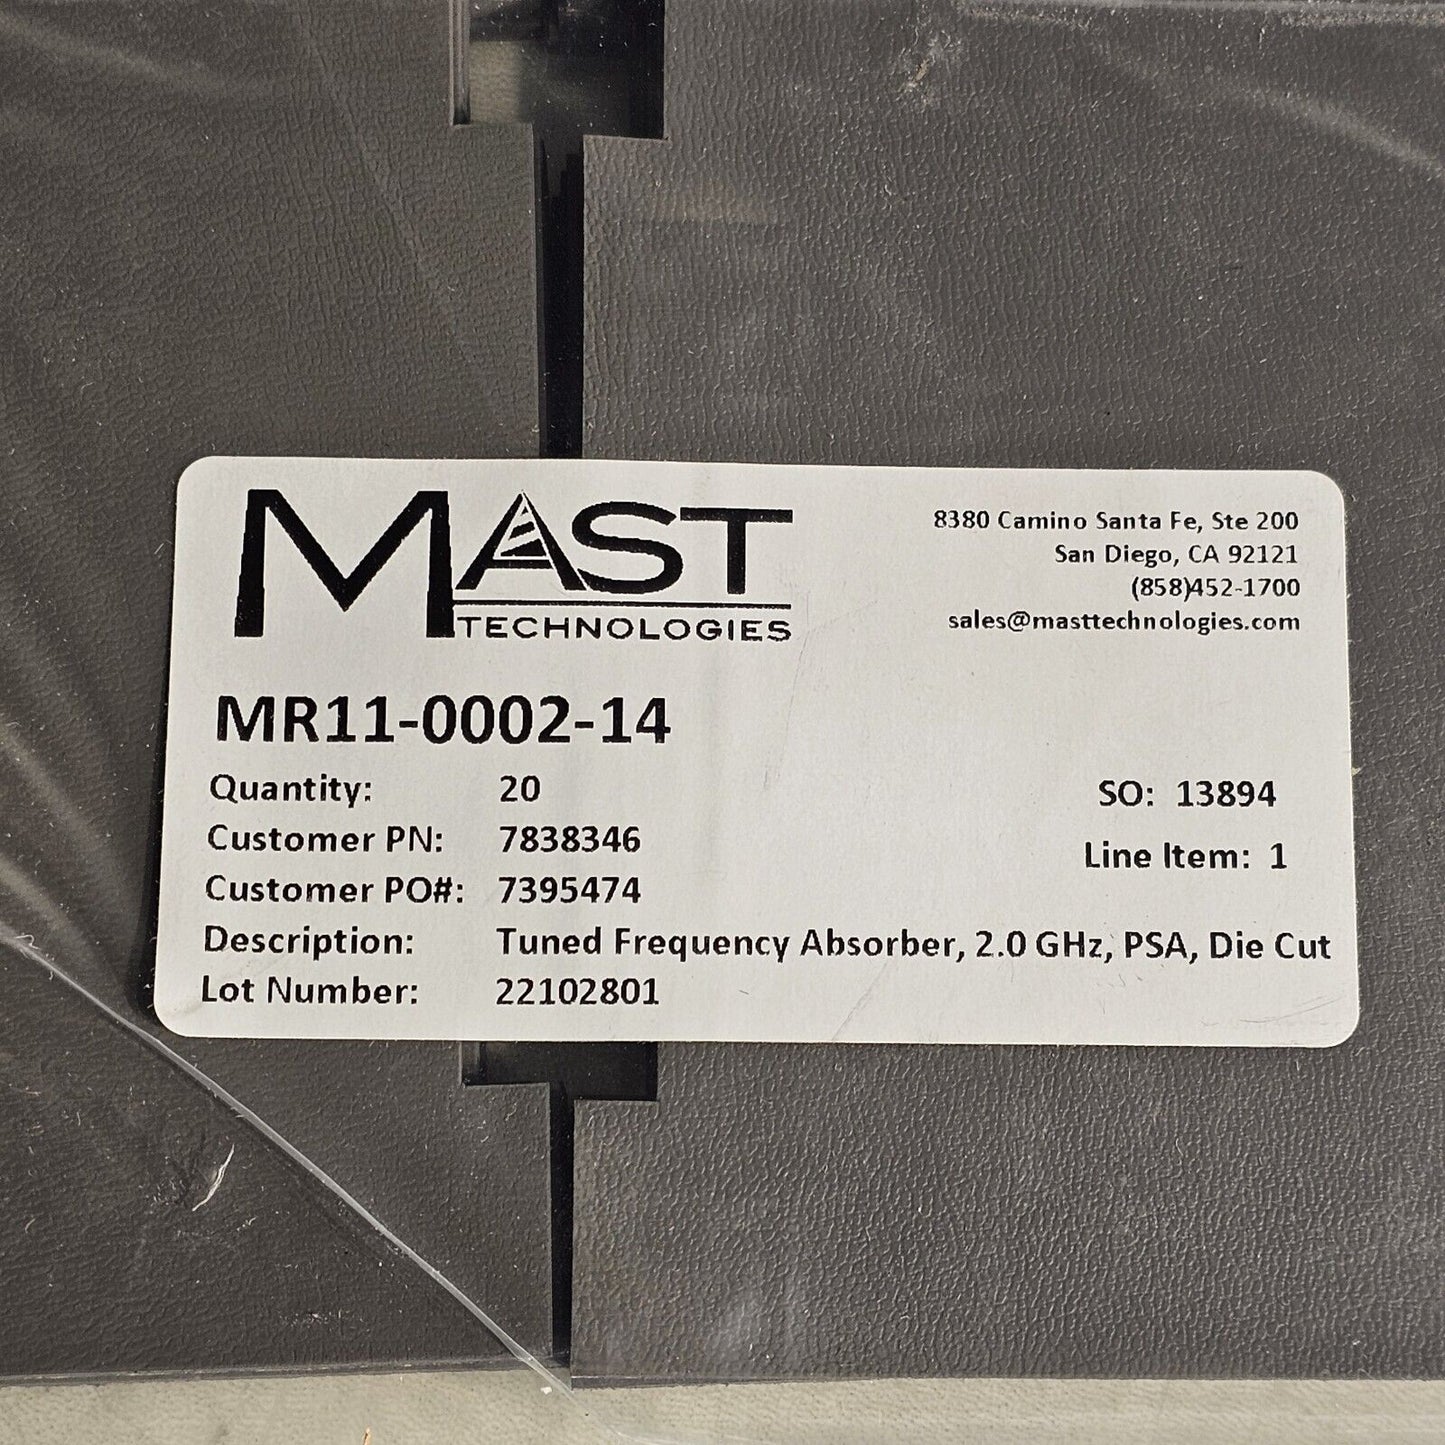 MAST
TECHNOLOGIES
8380 Camino Santa Fe, Ste 200
San Diego, CA 92121
(858)452-1700
sales@masttechnologies.com
MR11-0002-14
Quantity: 20
SO: 13894
Customer PN: 7838346
Line Item: 1
Customer PO#: 7395474
Description: Tuned Frequency Absorber, 2.0 GHz, PSA, Die Cut
Lot Number: 22102801